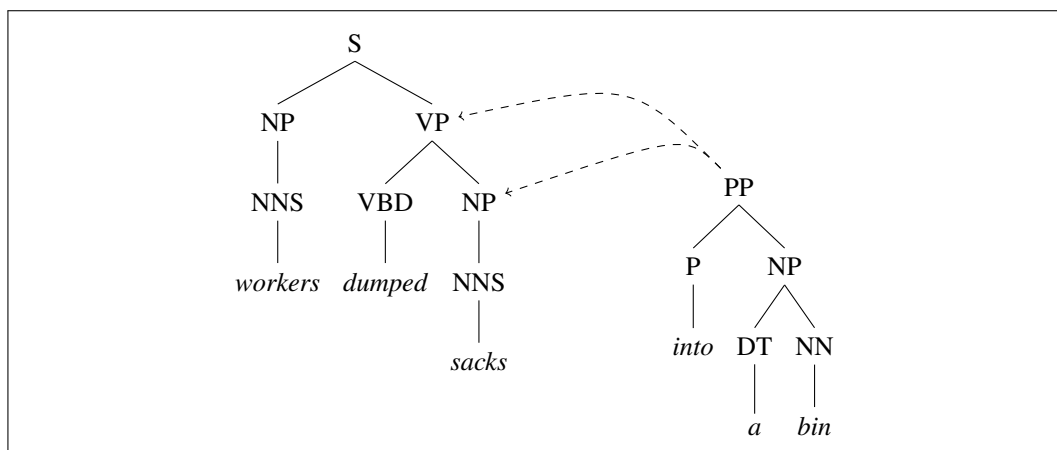 S
NP VP
PP
VBD NP
NNS
P NP
workers dumped NNS
into DT NN
sacks
a bin